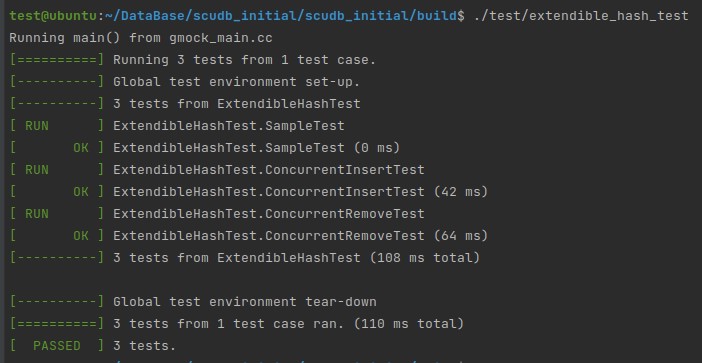 test@ubuntu:~/DataBase/scudb_initial/scudb_initial/build$ ./test/extendible_hash_test
Running main() from gmock_main.cc
[==========] Running 3 tests from 1 test case.
[----------] Global test environment set-up.
[----------] 3 tests from ExtendibleHashTest
[ RUN      ] ExtendibleHashTest.SampleTest
[       OK ] ExtendibleHashTest.SampleTest (0 ms)
[ RUN      ] ExtendibleHashTest.ConcurrentInsertTest
[       OK ] ExtendibleHashTest.ConcurrentInsertTest (42 ms)
[ RUN      ] ExtendibleHashTest.ConcurrentRemoveTest
[       OK ] ExtendibleHashTest.ConcurrentRemoveTest (64 ms)
[----------] 3 tests from ExtendibleHashTest (108 ms total)
[----------] Global test environment tear-down
[==========] 3 tests from 1 test case ran. (110 ms total)
[  PASSED  ] 3 tests.